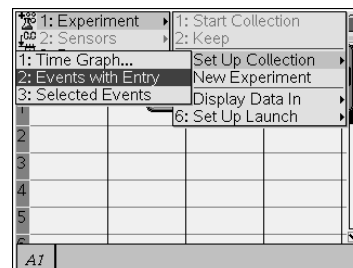 1: Experiment
2: Sensors
1: Start Collection
2: Keep
Set Up Collection
New Experiment
Display Data In
6: Set Up Launch
1: Time Graph...
2: Events with Entry
3: Selected Events
1
2
3
4
5
A1